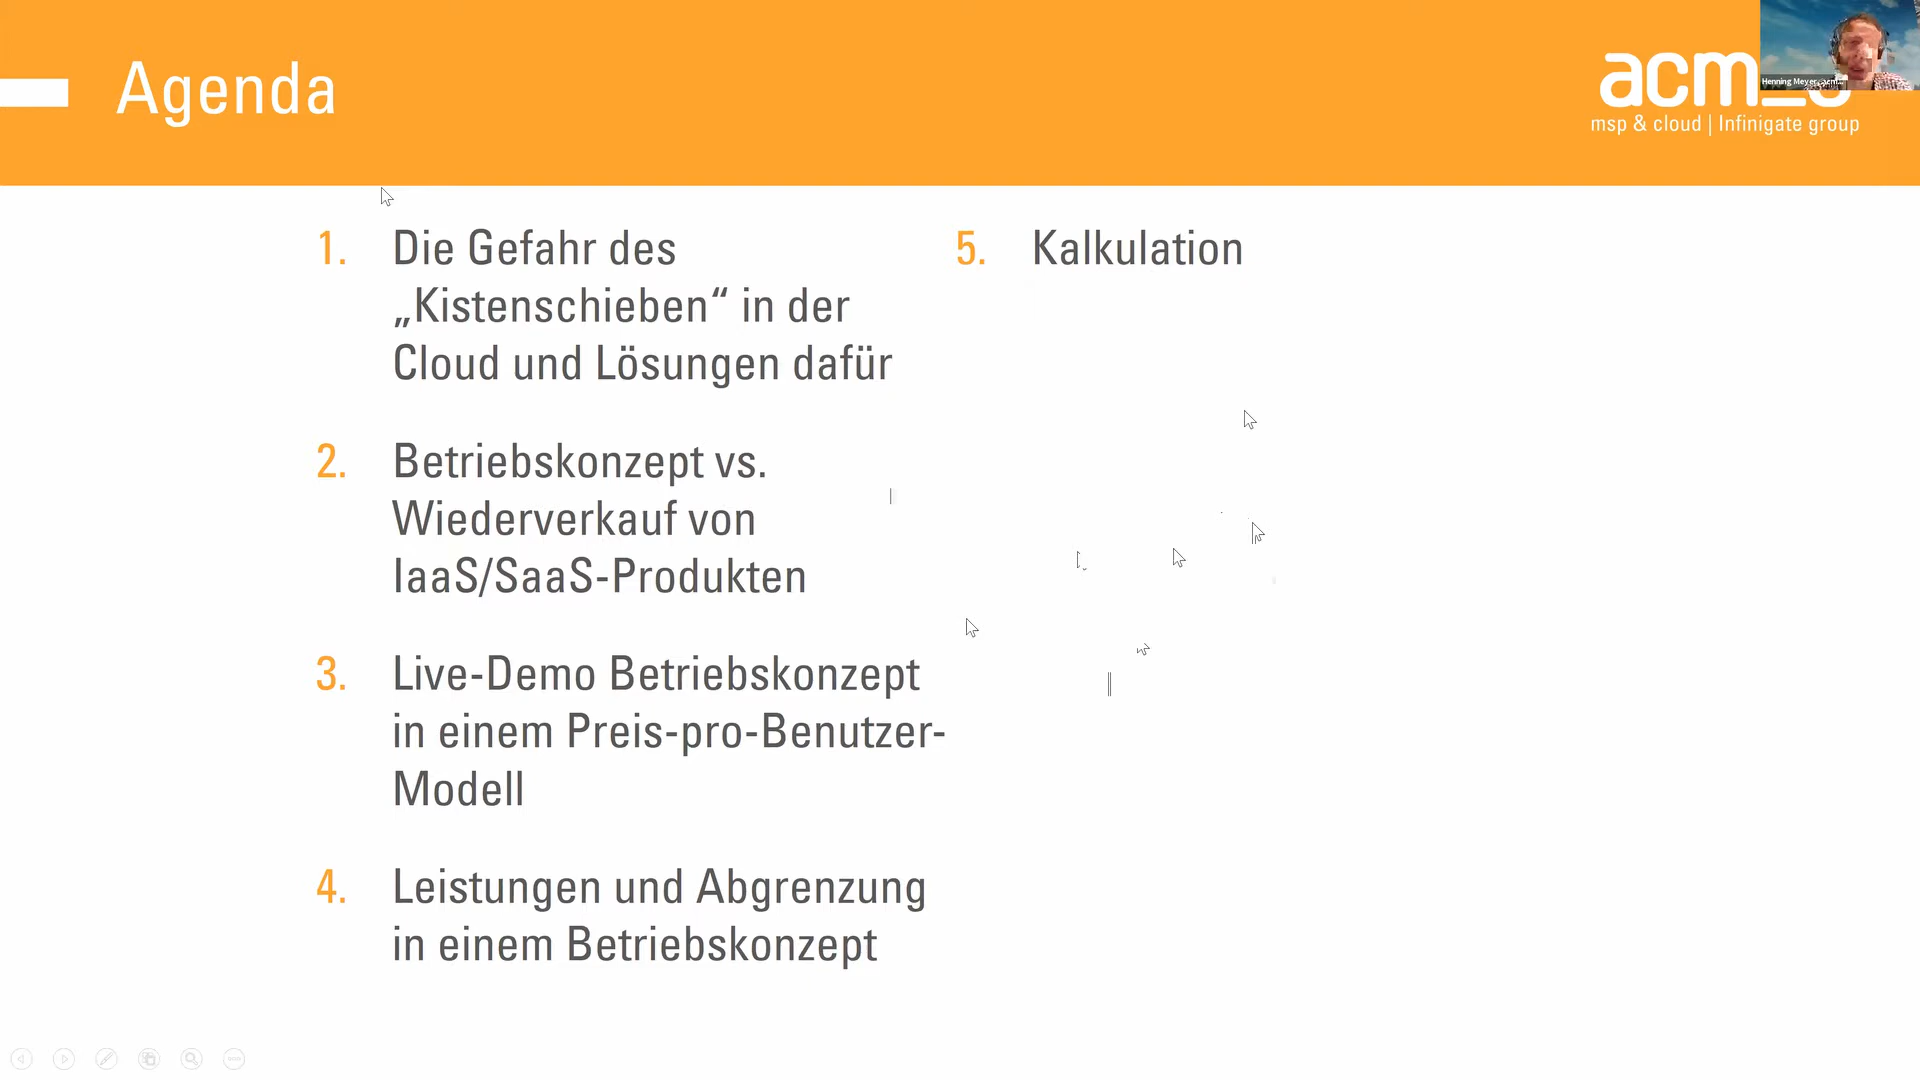 Agenda
msp & cloud | Infinigate group
1. Die Gefahr des
„Kistenschieben“ in der
Cloud und Lösungen dafür
2. Betriebskonzept vs.
Wiederverkauf von
IaaS/SaaS-Produkten
3. Live-Demo Betriebskonzept
in einem Preis-pro-Benutzer-
Modell
4. Leistungen und Abgrenzung
in einem Betriebskonzept
5. Kalkulation